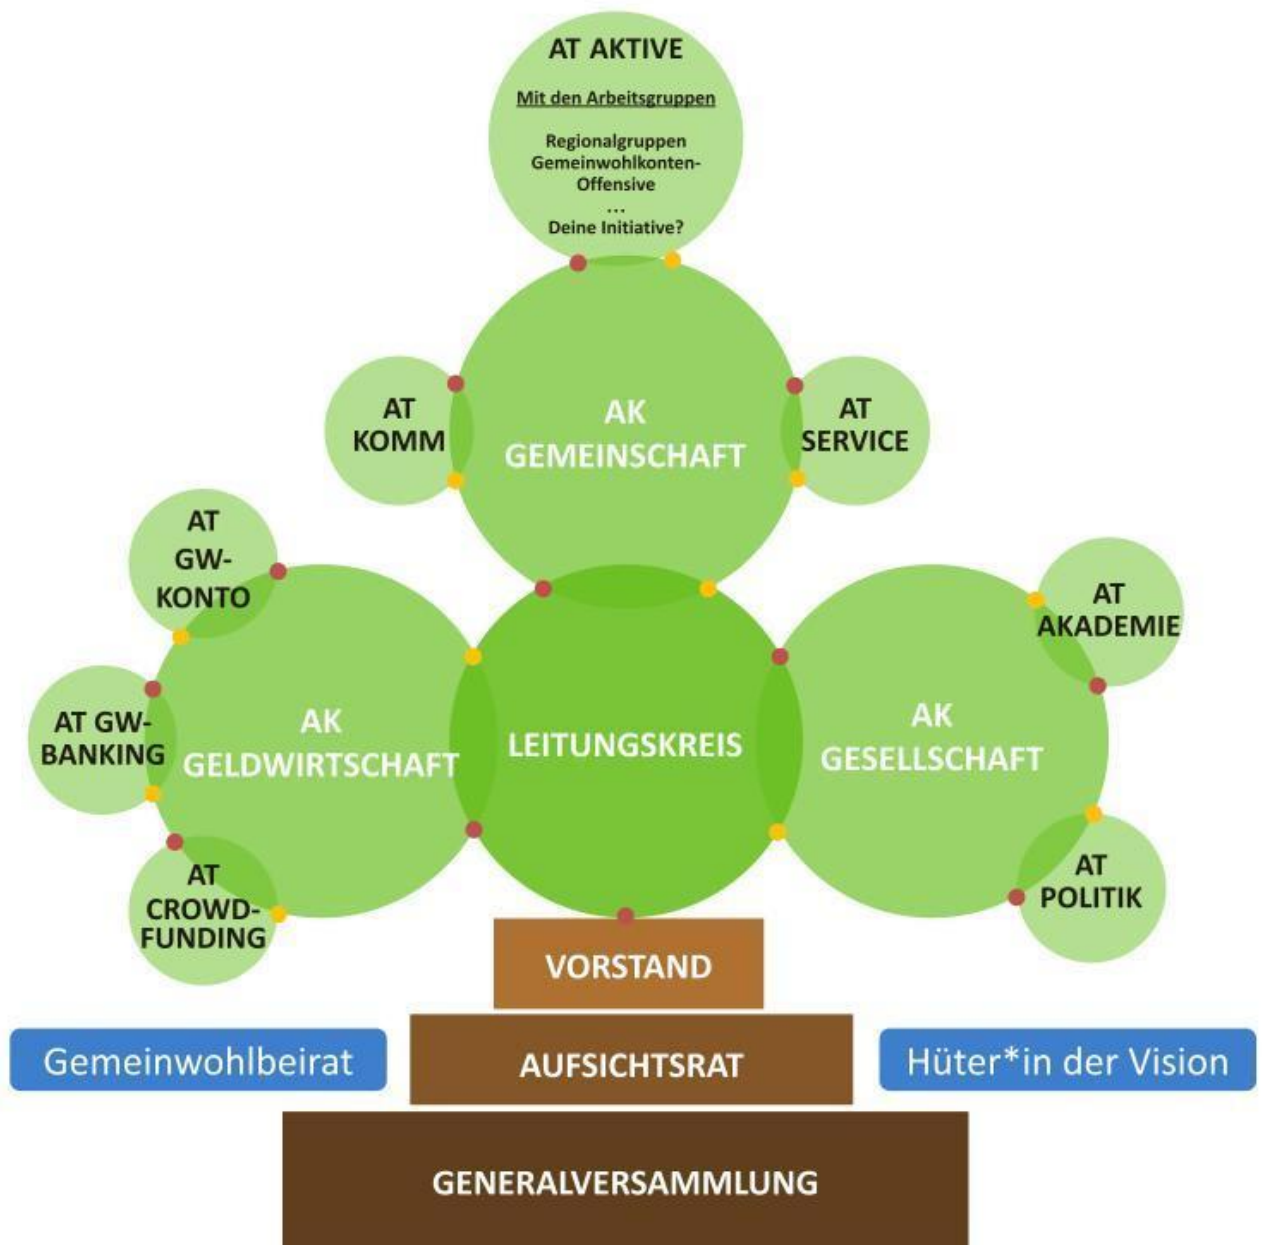 AT AKTIVE
Mit den Arbeitsgruppen
Regionalgruppen
Gemeinwohlkonten-
Offensive
...
Deine Initiative?
AT
KOMM
AK
GEMEINSCHAFT
AT
SERVICE
AT
GW-
KONTO
AT GW-
BANKING
AT
CROWD-
FUNDING
AK
GELDWIRTSCHAFT
LEITUNGSKREIS
AK
GESELLSCHAFT
AT
AKADEMIE
AT
POLITIK
VORSTAND
Gemeinwohlbeirat
AUFSICHTSRAT
Hüter*in der Vision
GENERALVERSAMMLUNG